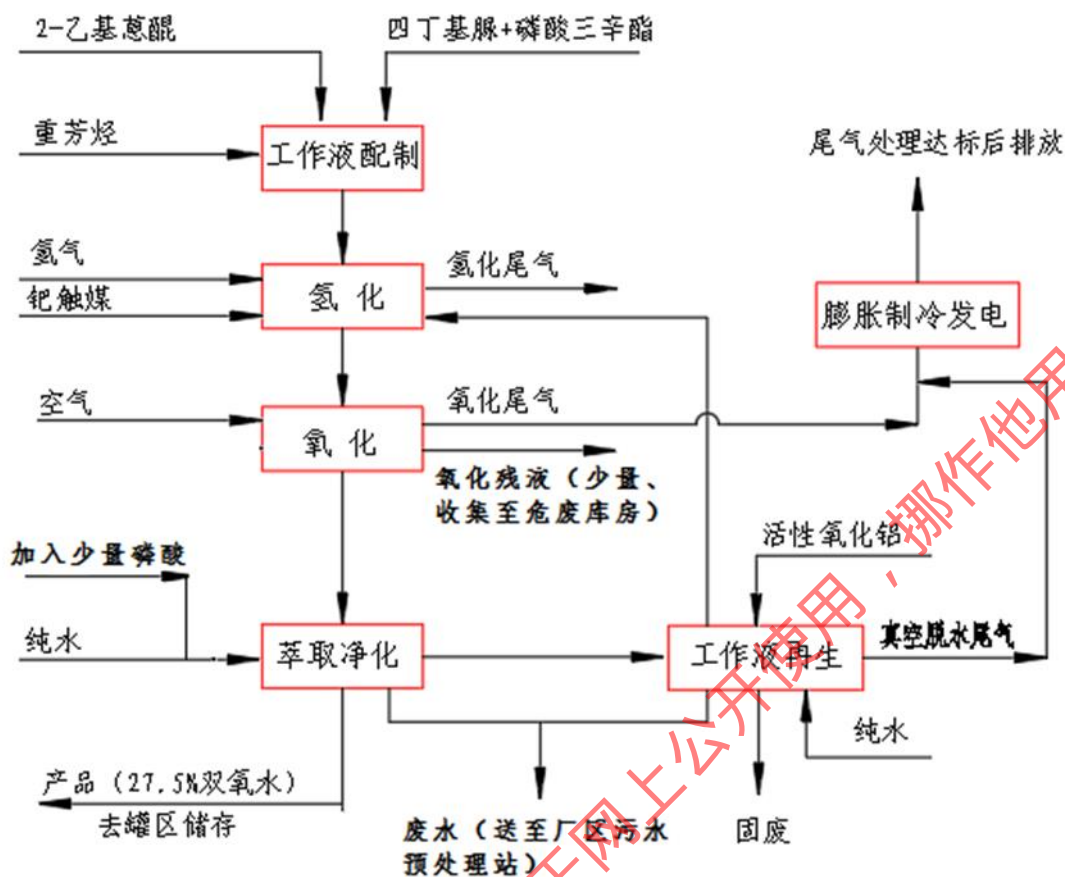 2-乙基蒽醌
四丁基脲+磷酸三辛酯
重芳烃
工作液配制
尾气处理达标后排放
氢气
氢化尾气
钯触媒
氢 化
膨胀制冷发电
空气
氧化尾气
氧 化
氧化残液（少量、
收集至危废库房）
活性氧化铝
加入少量磷酸
纯水
萃取净化
工作液再生
真空脱水尾气
纯水
产品（27.5%双氧水）
去罐区储存
废水（送至厂区污水
预处理站）
固废
于网上公开使用，挪作他用